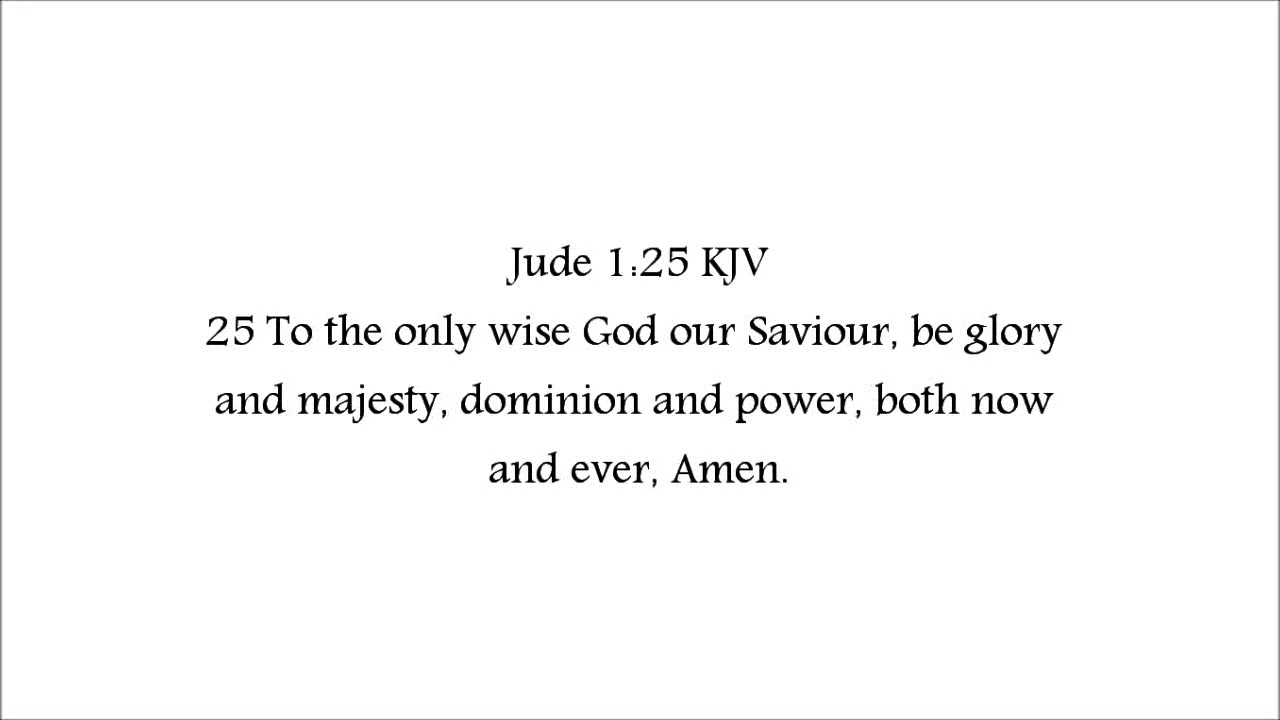 Jude 1:25 KJV
25 To the only wise God our Saviour, be glory
and majesty, dominion and power, both now
and ever, Amen.